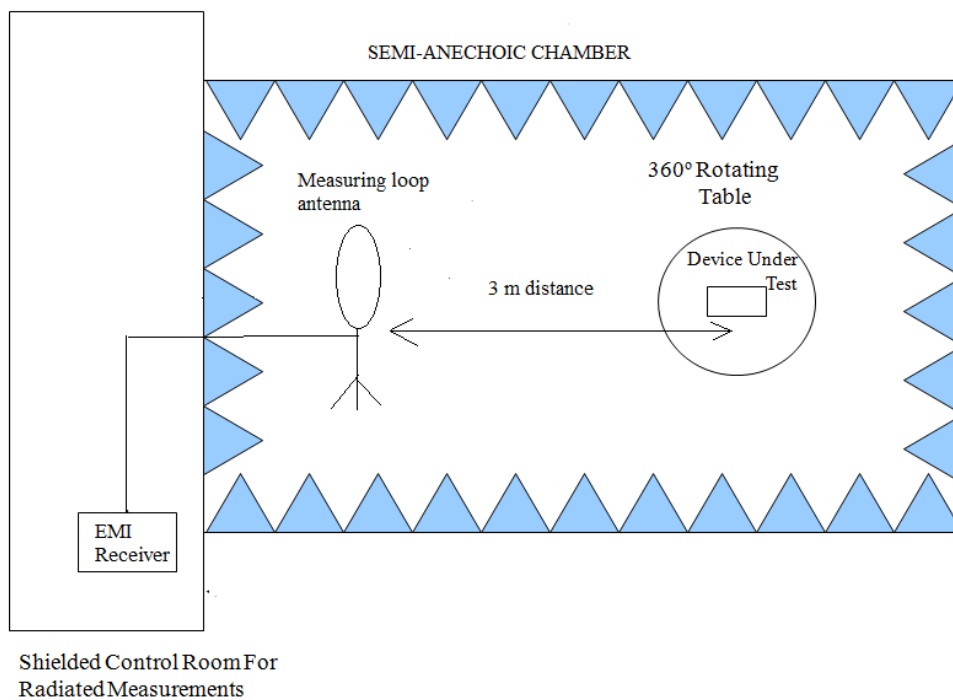 SEMI-ANECHOIC CHAMBER
Measuring loop
antenna
360º Rotating
Table
Device Under
Test
3 m distance
EMI
Receiver
Shielded Control Room For
Radiated Measurements